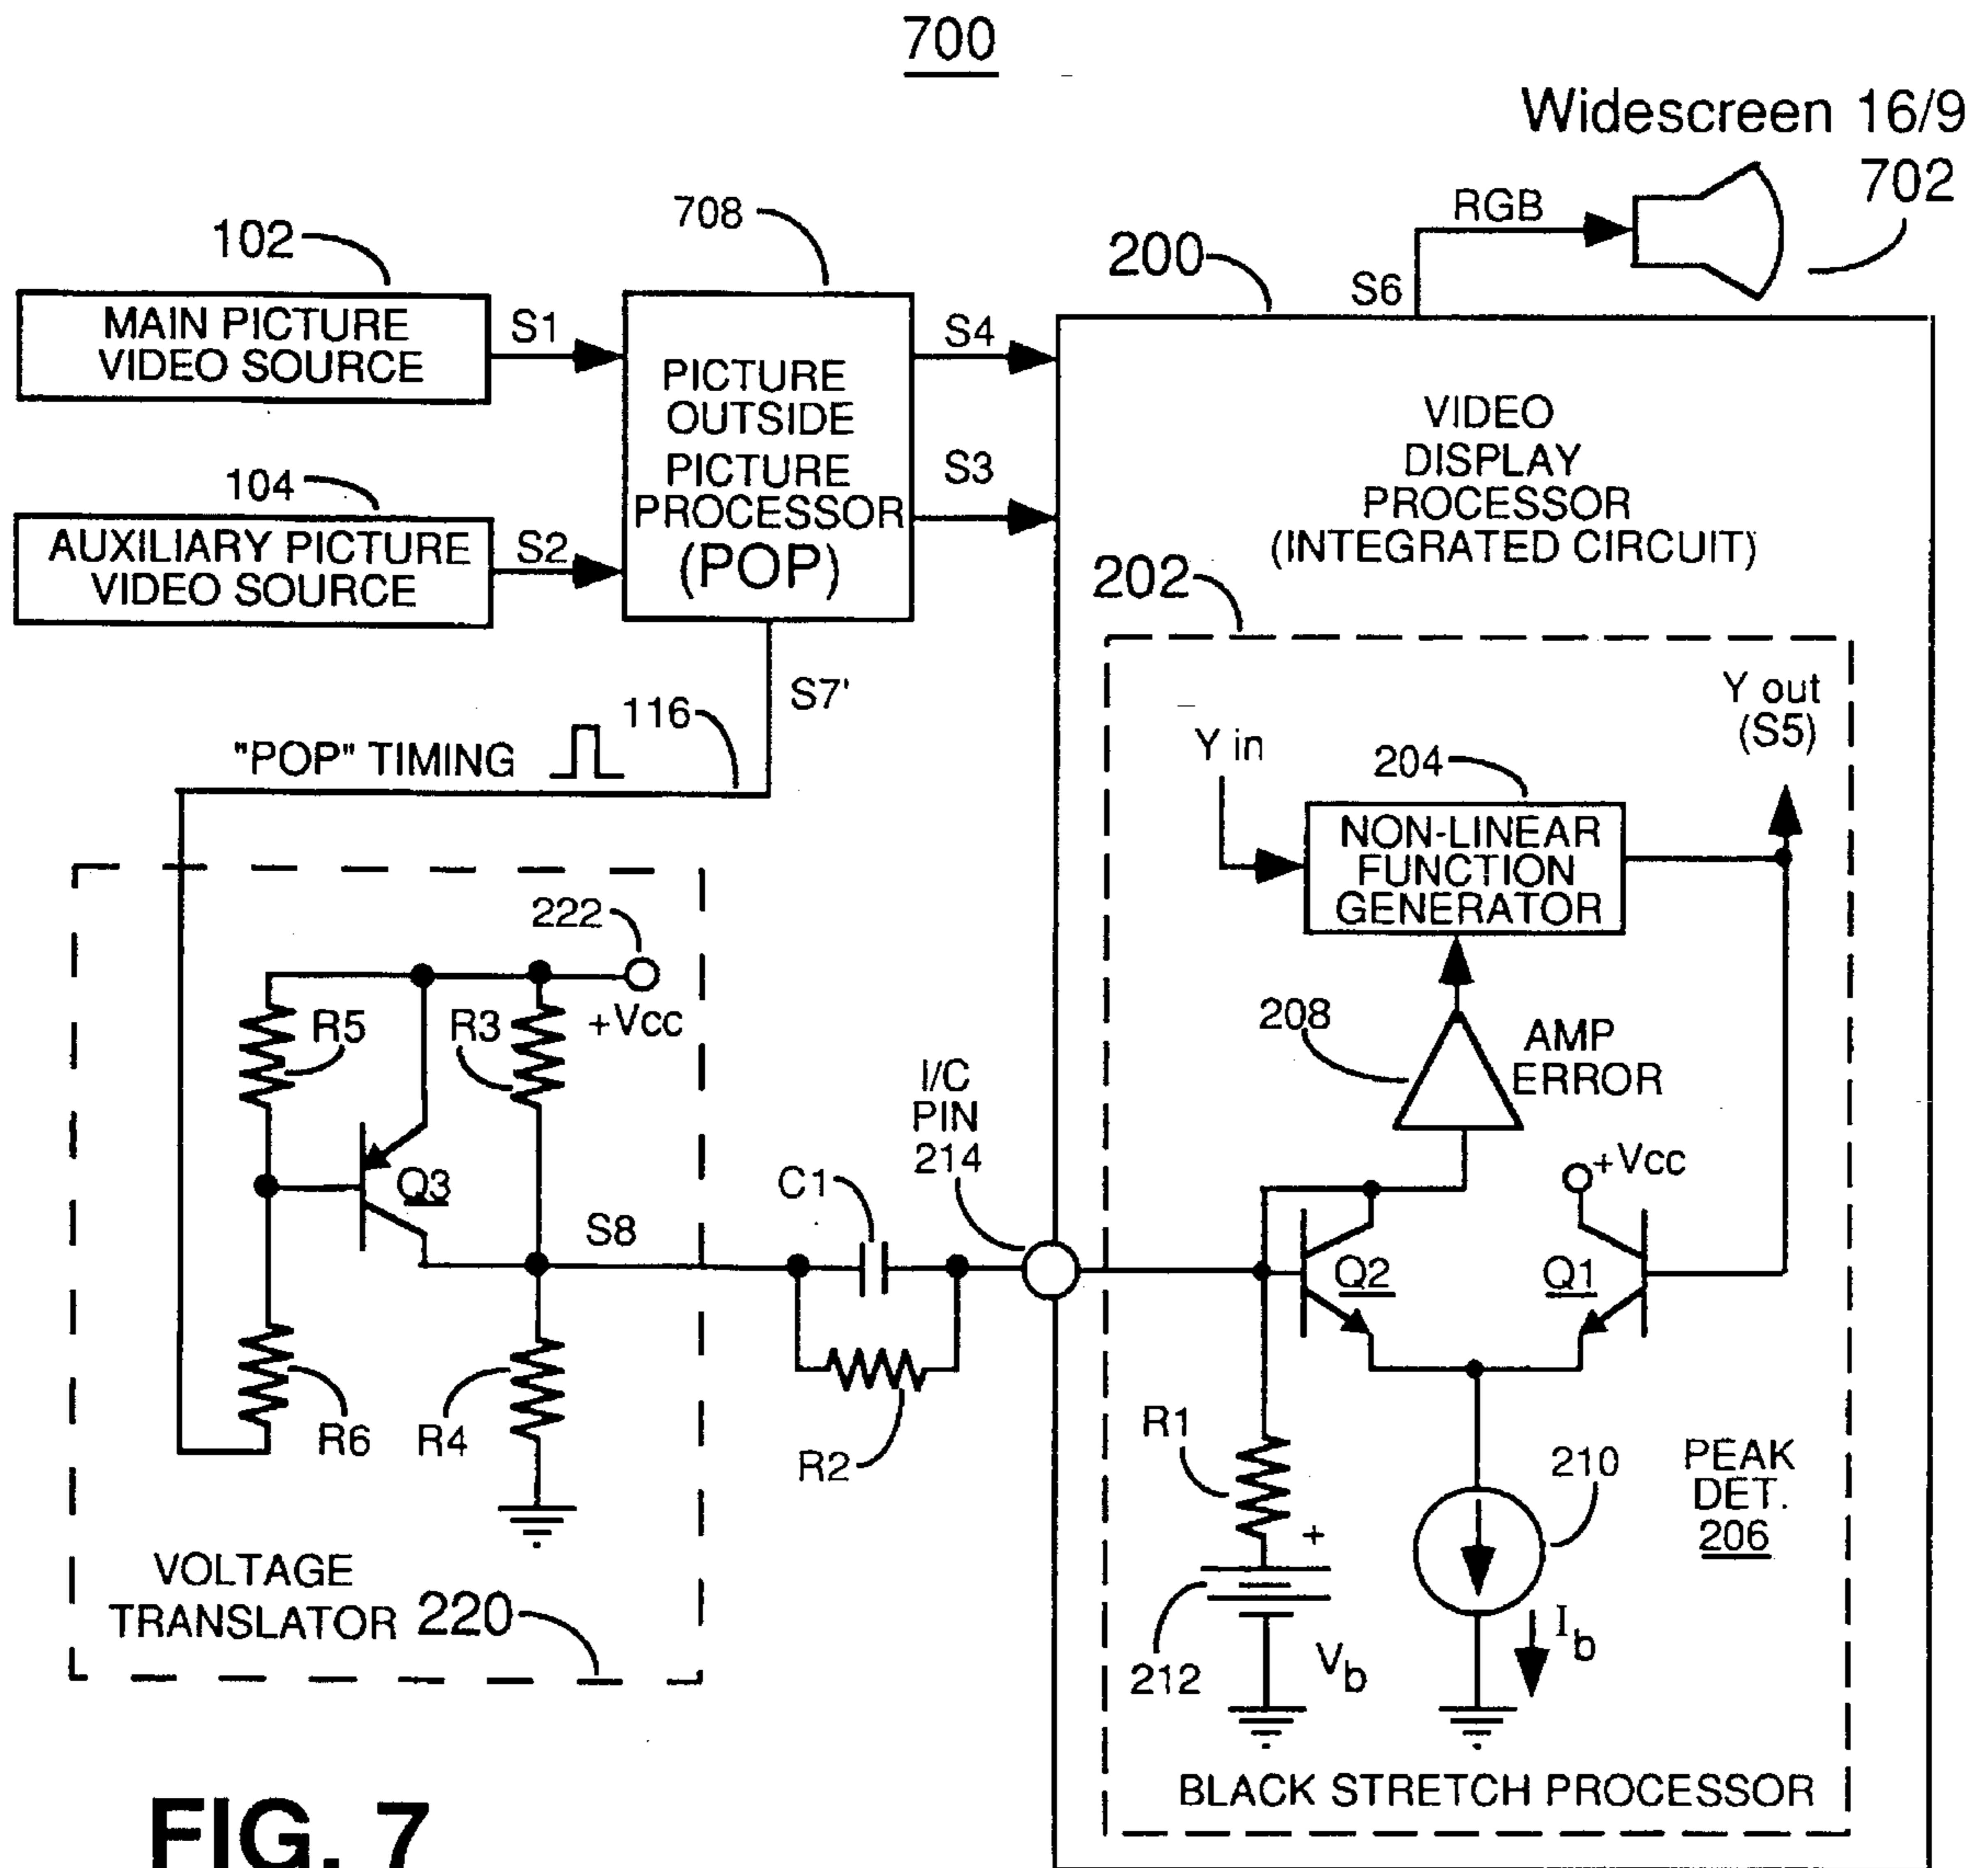 700
Widescreen 16/9
702
RGB
S6
708
102
200
MAIN PICTURE
VIDEO SOURCE
S1
S4
PICTURE
OUTSIDE
PICTURE
PROCESSOR
(POP)
S3
104
AUXILIARY PICTURE
VIDEO SOURCE
S2
VIDEO
DISPLAY
PROCESSOR
(INTEGRATED CIRCUIT)
202
S7'
116
"POP" TIMING
Y in
204
Y out
(S5)
NON-LINEAR
FUNCTION
GENERATOR
222
+Vcc
R5
R3
208
AMP
ERROR
I/C
PIN
214
+Vcc
Q3
C1
S8
Q2
Q1
R6
R4
R2
R1
210
PEAK
DET.
206
+
212
Vb
Ib
VOLTAGE
TRANSLATOR 220
BLACK STRETCH PROCESSOR
FIG. 7